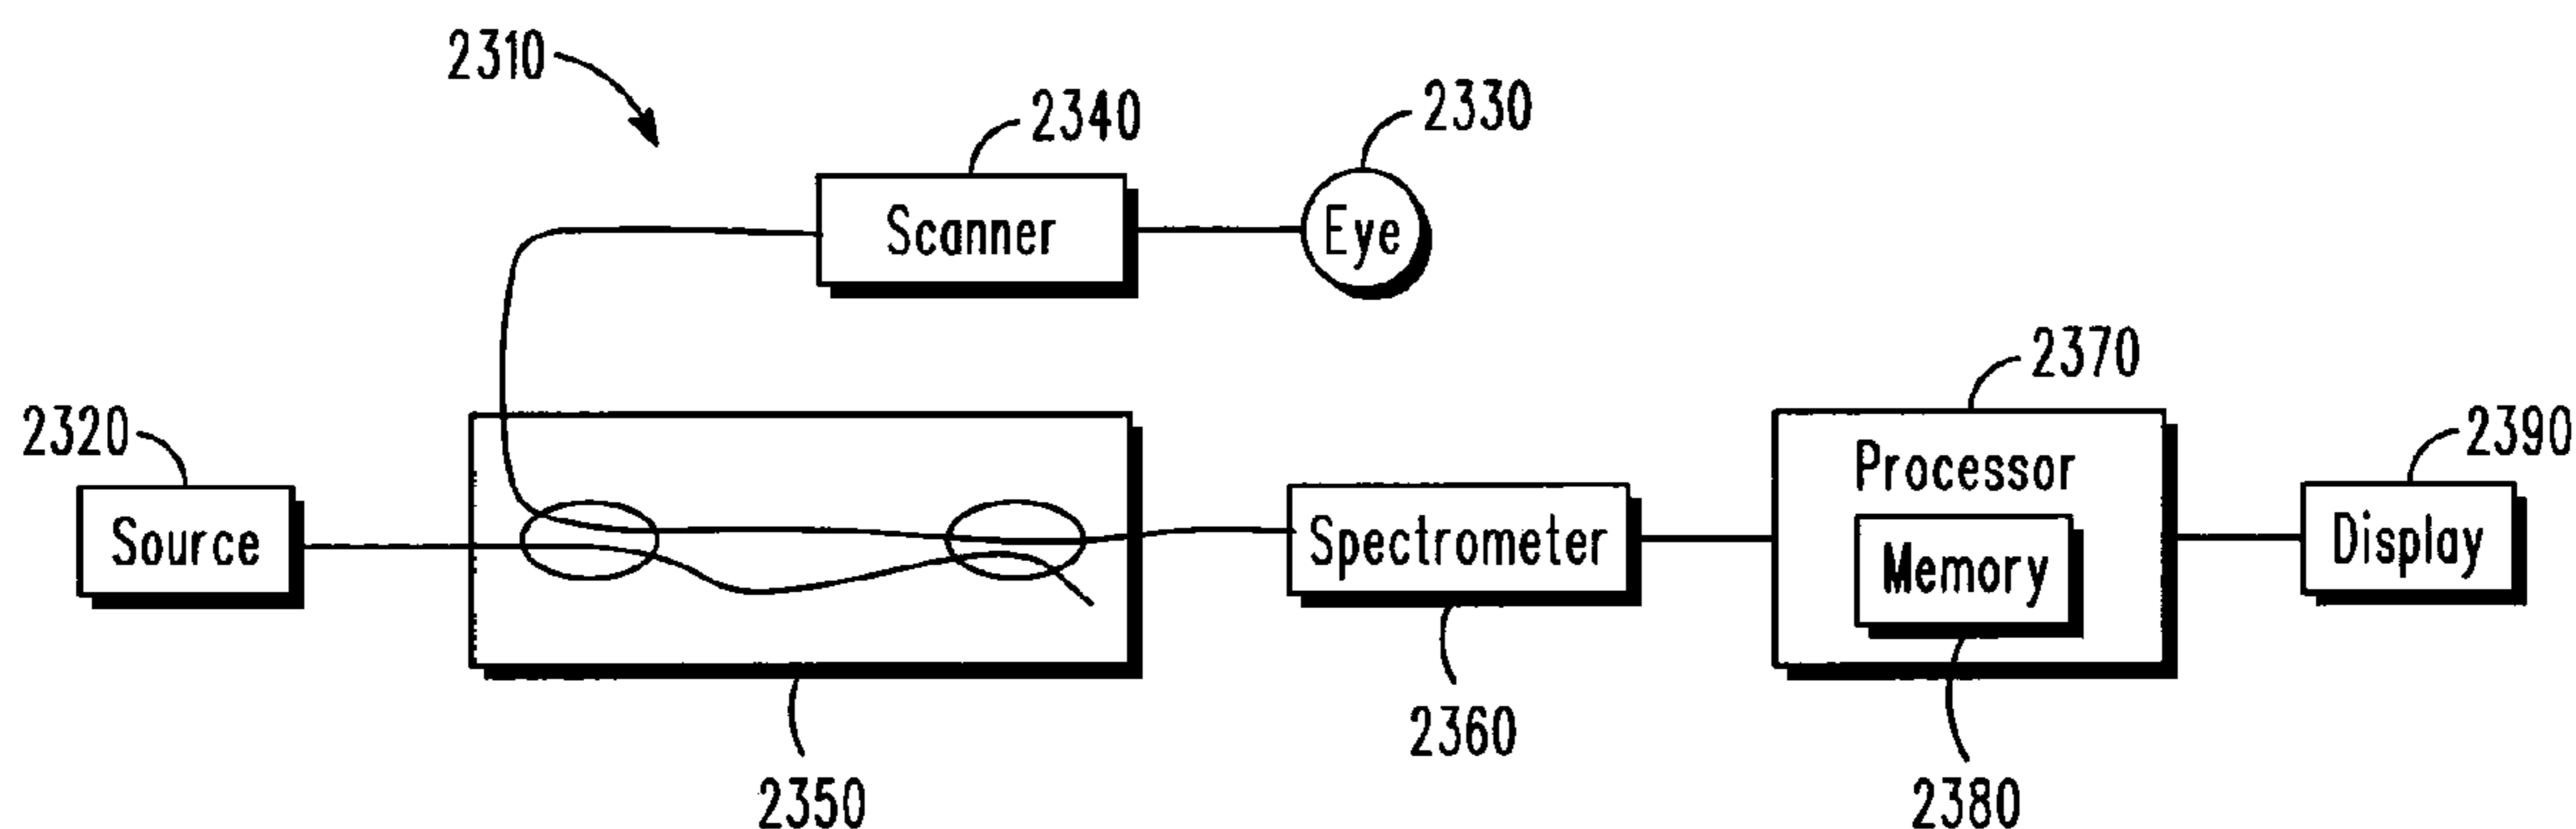 2310
2340
2330
Scanner
Eye
2370
2320
2390
Processor
Source
Spectrometer
Memory
Display
2360
2350
2380